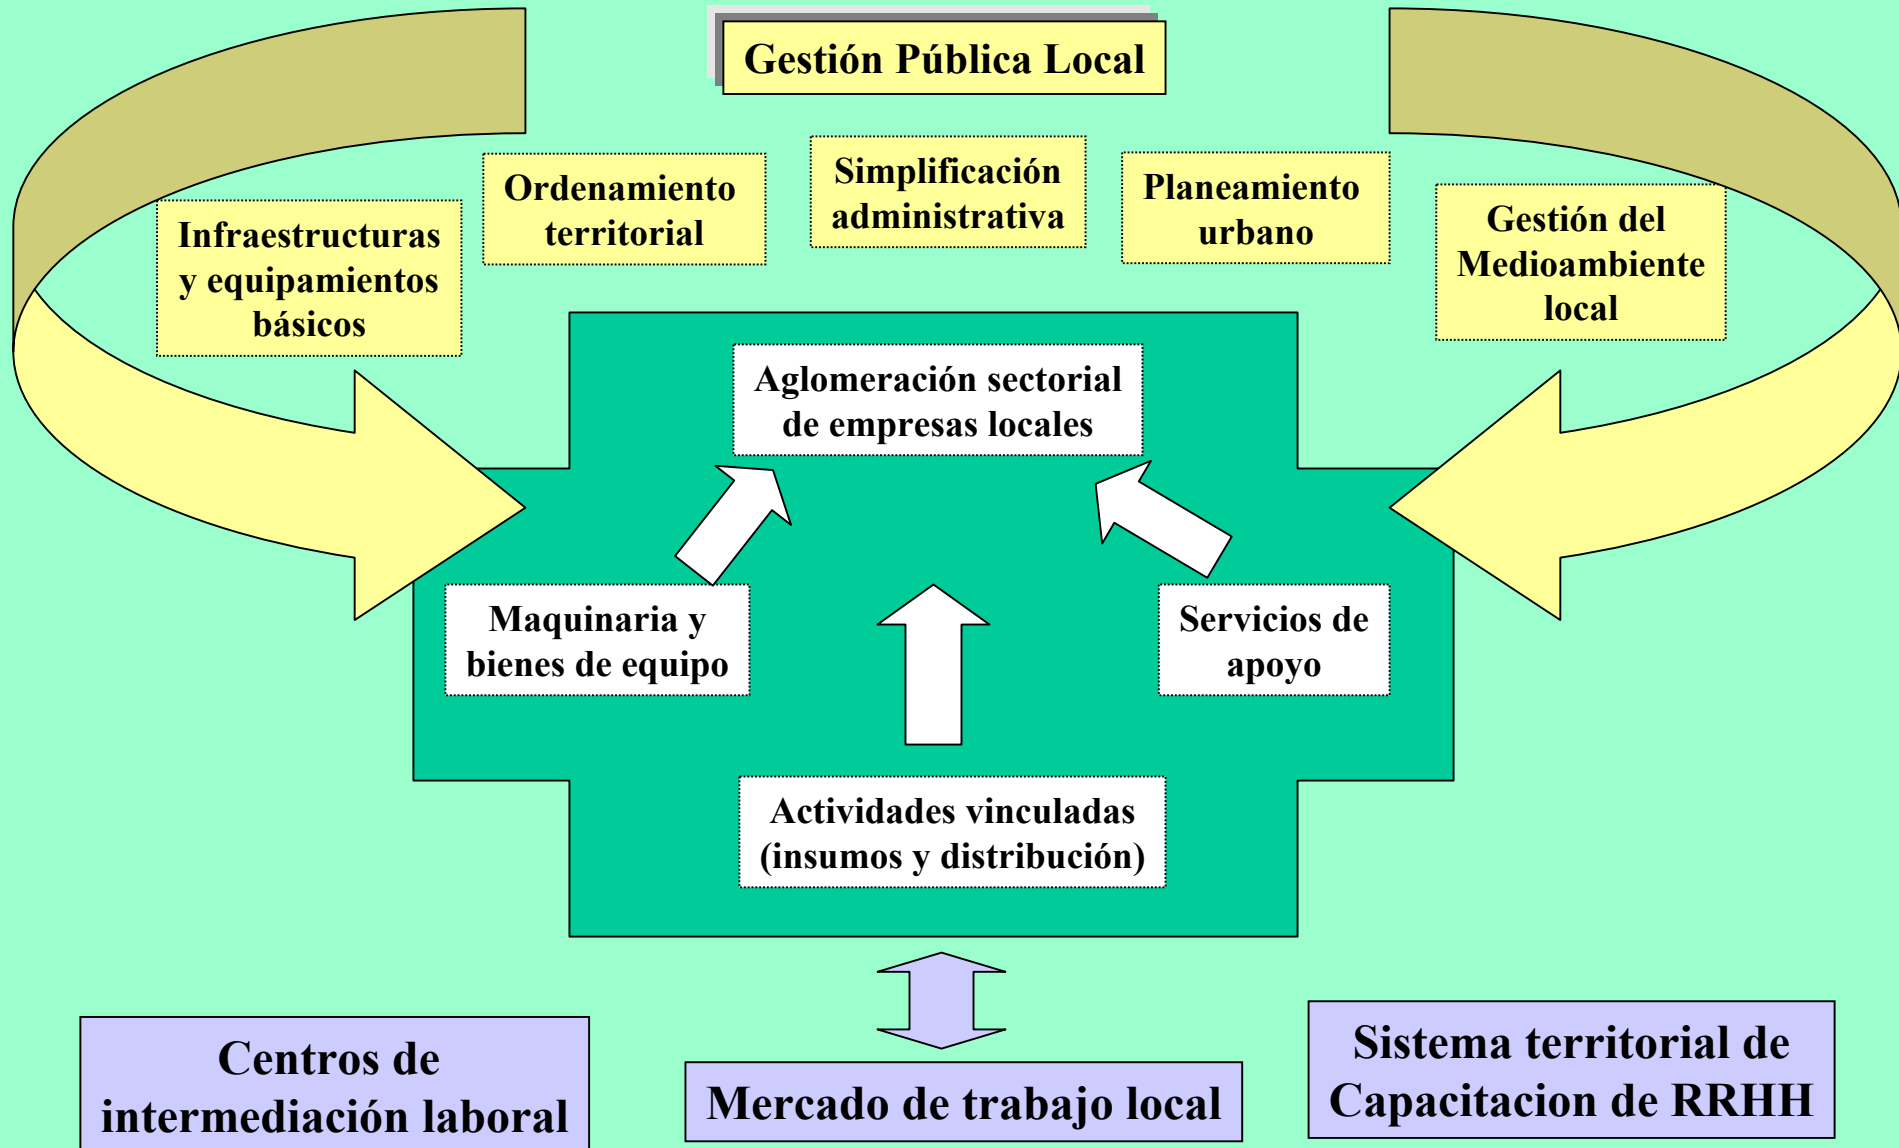 Gestión Pública Local
Infraestructuras
y equipamientos
básicos
Ordenamiento
territorial
Simplificación
administrativa
Planeamiento
urbano
Gestión del
Medioambiente
local
Aglomeración sectorial
de empresas locales
Maquinaria y
bienes de equipo
Servicios de
apoyo
Actividades vinculadas
(insumos y distribución)
Centros de
intermediación laboral
Mercado de trabajo local
Sistema territorial de
Capacitacion de RRHH